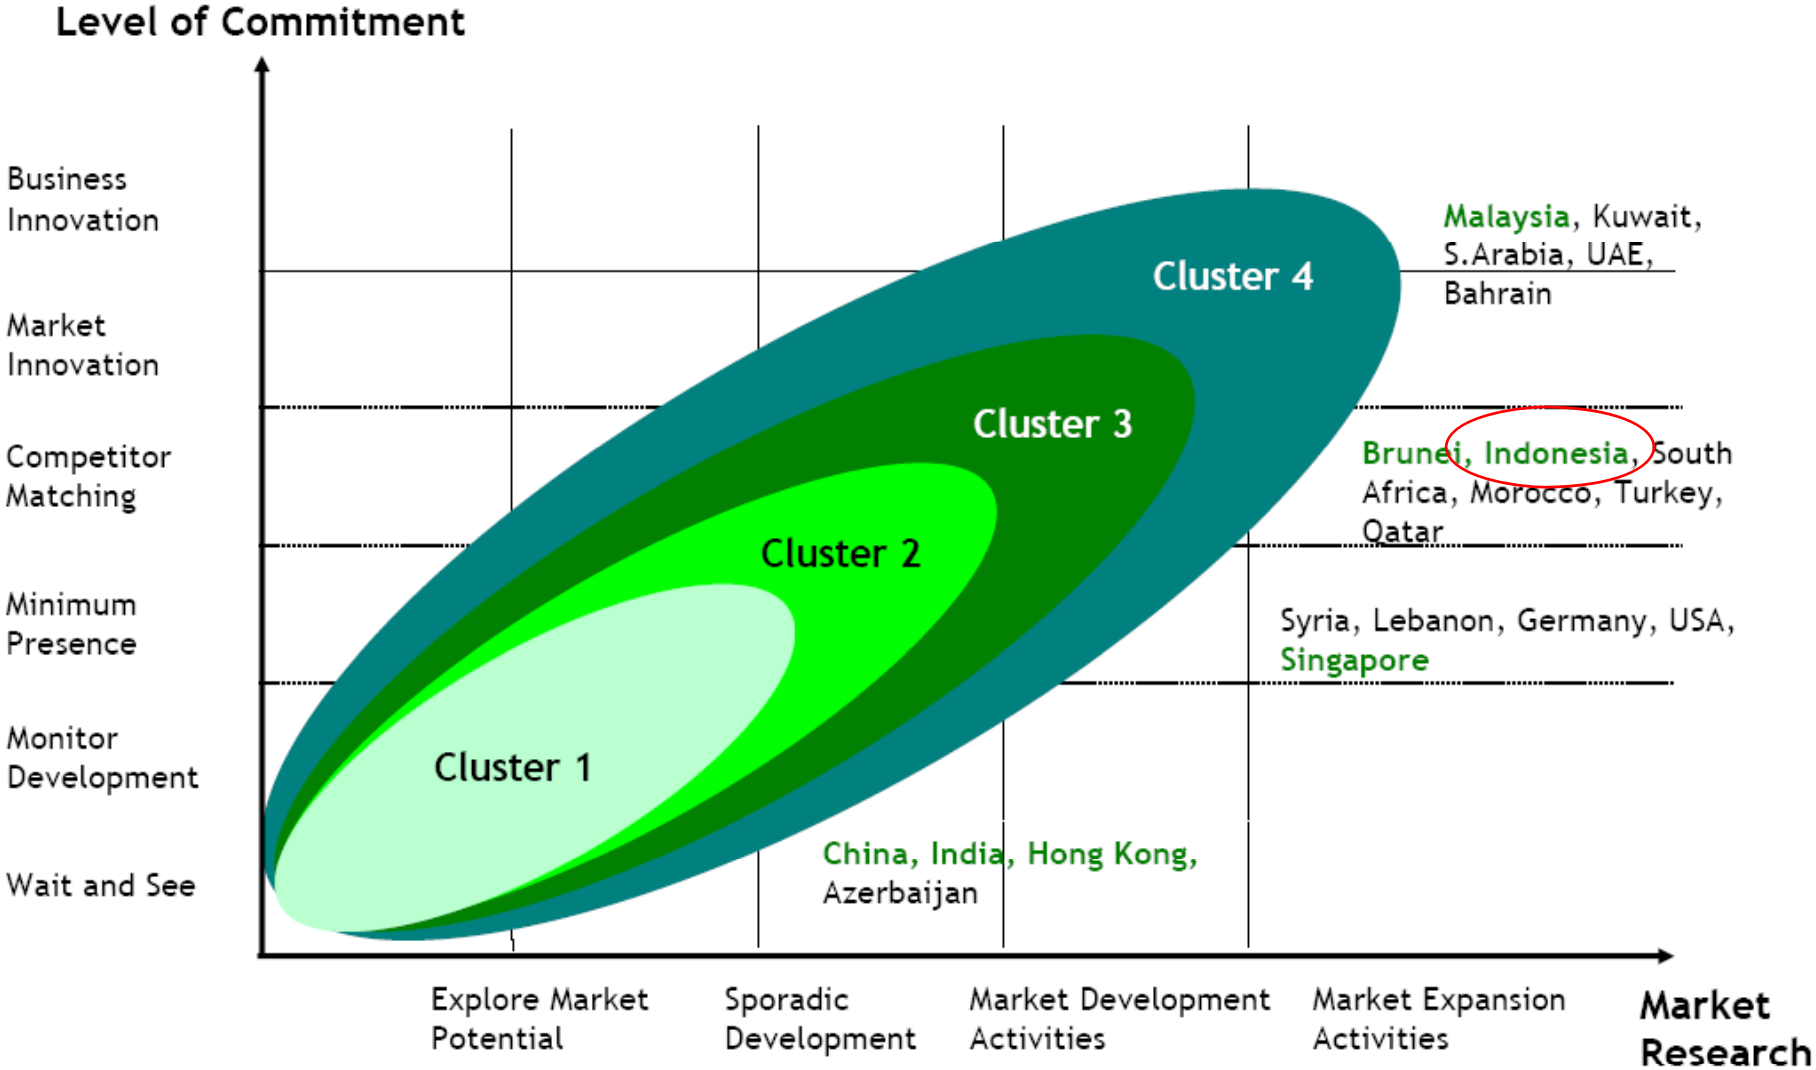 Level of Commitment
Business
Innovation
Malaysia, Kuwait,
S.Arabia, UAE,
Bahrain
Cluster 4
Market
Innovation
Cluster 3
Competitor
Matching
Brunei, Indonesia, South
Africa, Morocco, Turkey,
Qatar
Cluster 2
Minimum
Presence
Syria, Lebanon, Germany, USA,
Singapore
Monitor
Development
Cluster 1
Wait and See
China, India, Hong Kong,
Azerbaijan
Explore Market
Potential
Sporadic
Development
Market Development
Activities
Market Expansion
Activities
Market
Research